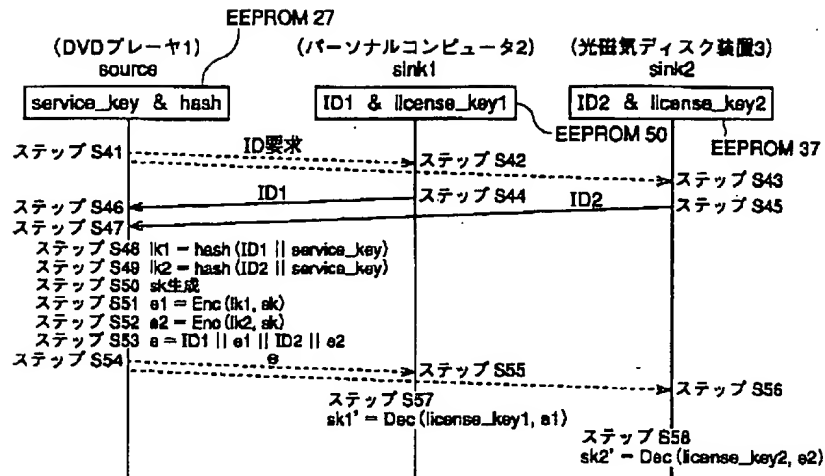 EEPROM 27
(DVDプレーヤ1)
source
(パーソナルコンピュータ2)
sink1
(光磁気ディスク装置3)
sink2
service_key & hash
ID1 & license_key1
ID2 & license_key2
EEPROM 50
EEPROM 37
ステップ S41
ID要求
ステップ S42
ステップ S43
ID1
ステップ S44
ID2
ステップ S45
ステップ S46
ステップ S47
ステップ S48 lk1 = hash (ID1 || service_key)
ステップ S49 lk2 = hash (ID2 || service_key)
ステップ S50 sk生成
ステップ S51 e1 = Enc (lk1, sk)
ステップ S52 e2 = Enc (lk2, sk)
ステップ S53 e = ID1 || e1 || ID2 || e2
ステップ S54
e
ステップ S55
ステップ S56
ステップ S57
sk1' = Dec (license_key1, e1)
ステップ S58
sk2' = Dec (license_key2, e2)